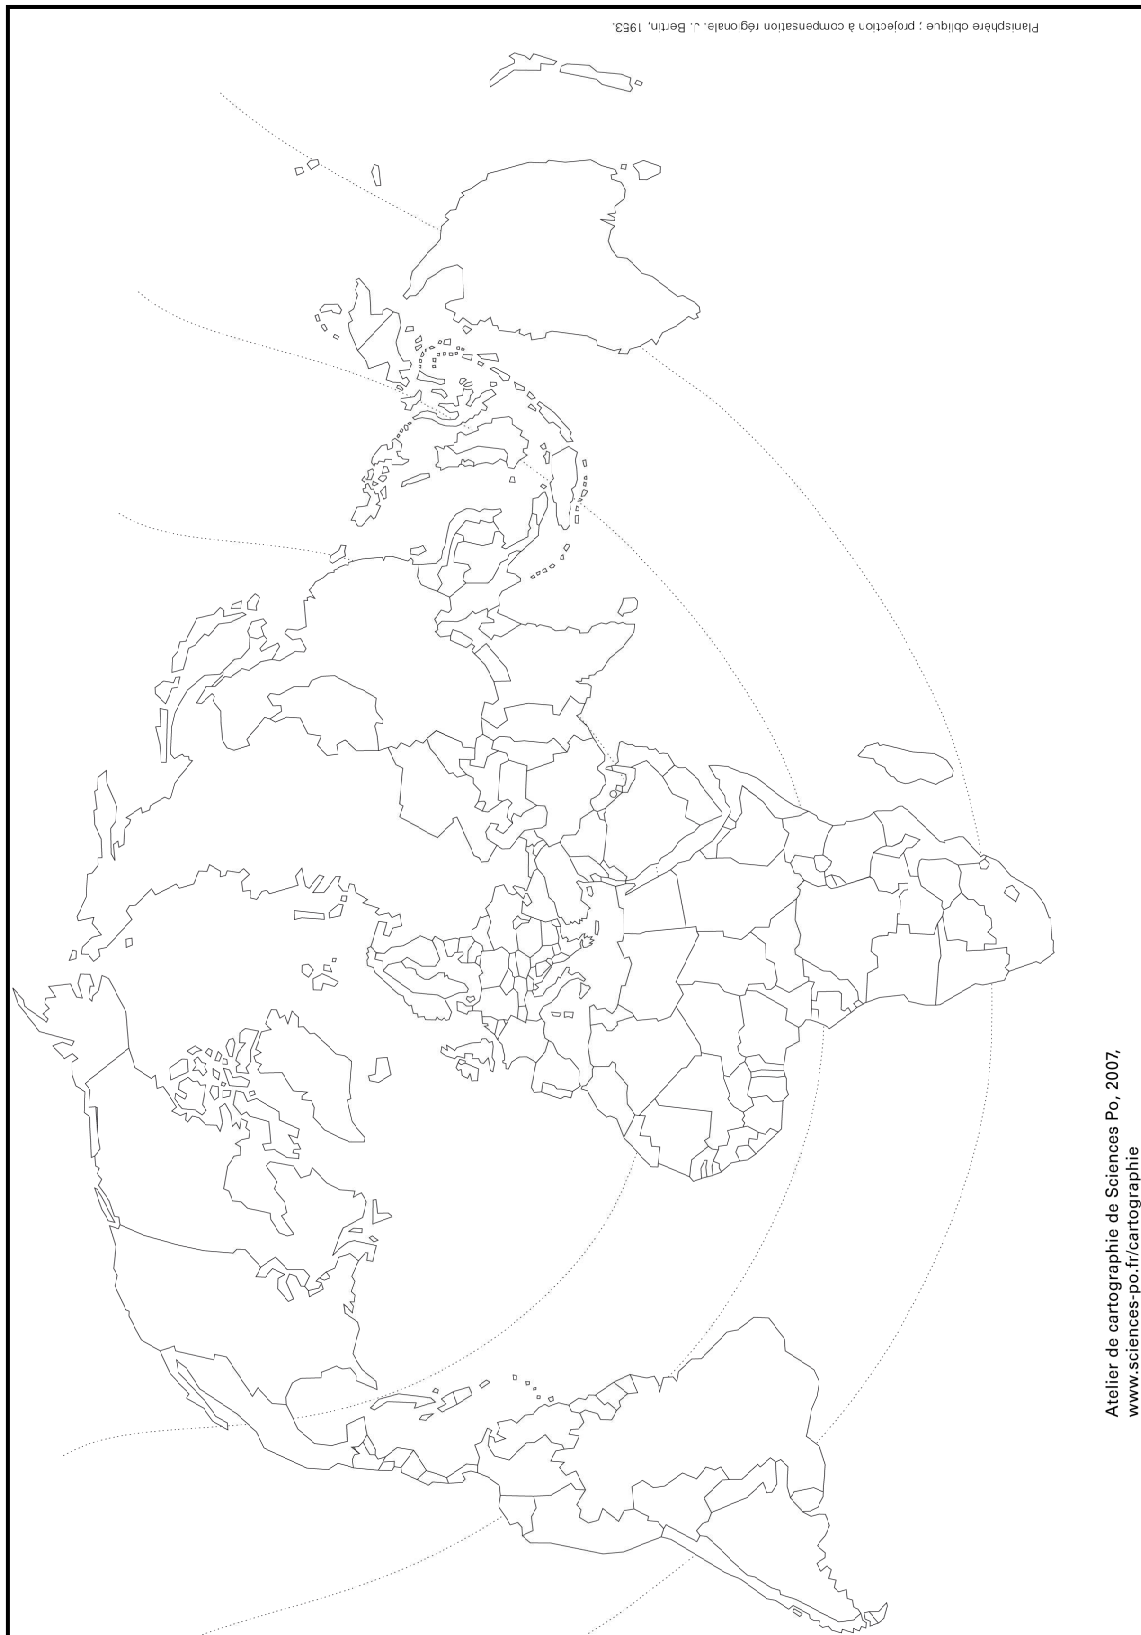 Planisphère oblique ; projection à compensation régionale. J. Bertin, 1953.
Atelier de cartographie de Sciences Po, 2007,
www.sciences-po.fr/cartographie